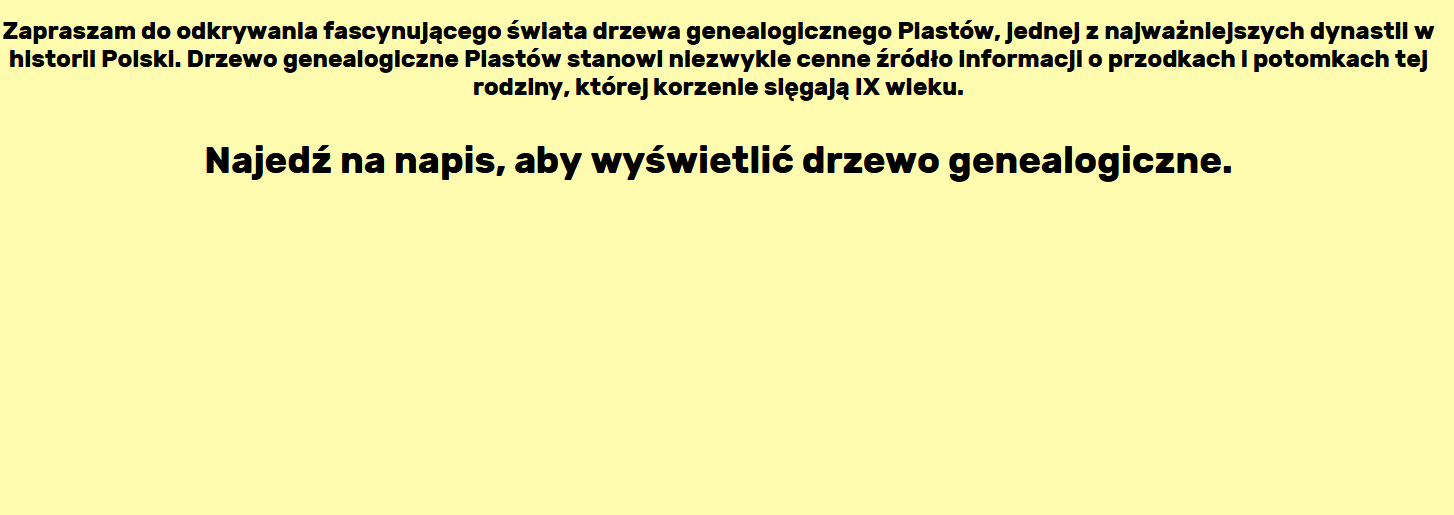 Zapraszam do odkrywania fascynującego świata drzewa genealogicznego Piastów, jednej z najważniejszych dynastii w
historii Polski. Drzewo genealogiczne Piastów stanowi niezwykle cenne źródło informacji o przodkach i potomkach tej
rodziny, której korzenie sięgają IX wieku.
Najedź na napis, aby wyświetlić drzewo genealogiczne.